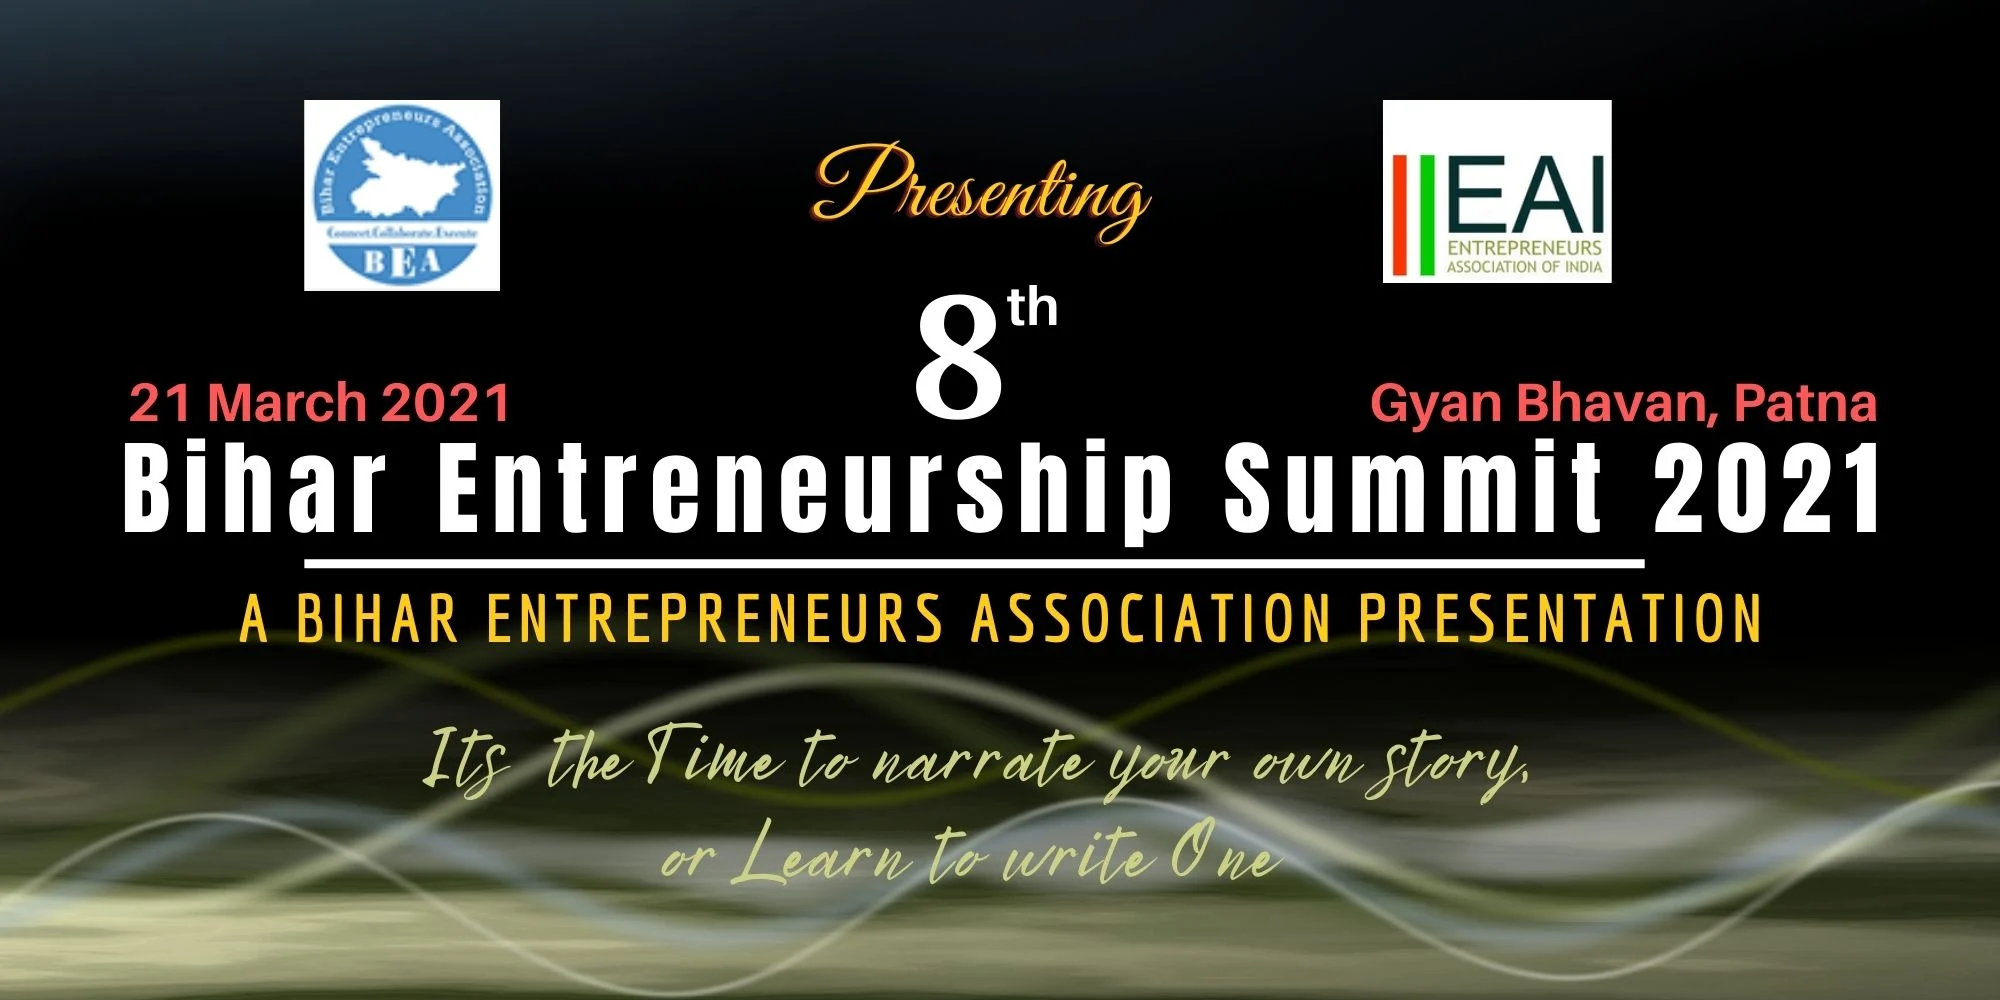 Bihar Entrepreneurs Association
Connect.Collaborate.Execute
BEA
Presenting
EAI
ENTREPRENEURS
ASSOCIATION OF INDIA
8th
21 March 2021
Gyan Bhavan, Patna
Bihar Entreneurship Summit 2021
A BIHAR ENTREPRENEURS ASSOCIATION PRESENTATION
Its the Time to narrate your own story,
or Learn to write One